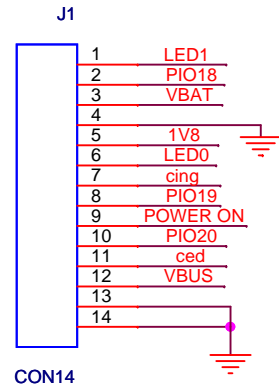 J1
1 LED1
2 PIO18
3 VBAT
4
5 1V8
6 LED0
7 cing
8 PIO19
9 POWER ON
10 PIO20
11 ced
12 VBUS
13
14
CON14